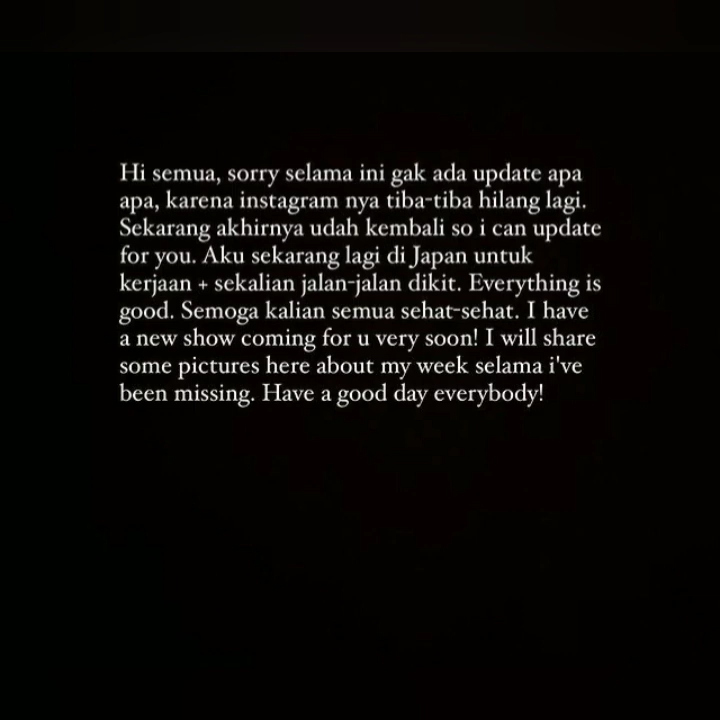 Hi semua, sorry selama ini gak ada update apa
apa, karena instagram nya tiba-tiba hilang lagi.
Sekarang akhirnya udah kembali so i can update
for you. Aku sekarang lagi di Japan untuk
kerjaan + sekalian jalan-jalan dikit. Everything is
good. Semoga kalian semua sehat-sehat. I have
a new show coming for u very soon! I will share
some pictures here about my week selama i've
been missing. Have a good day everybody!